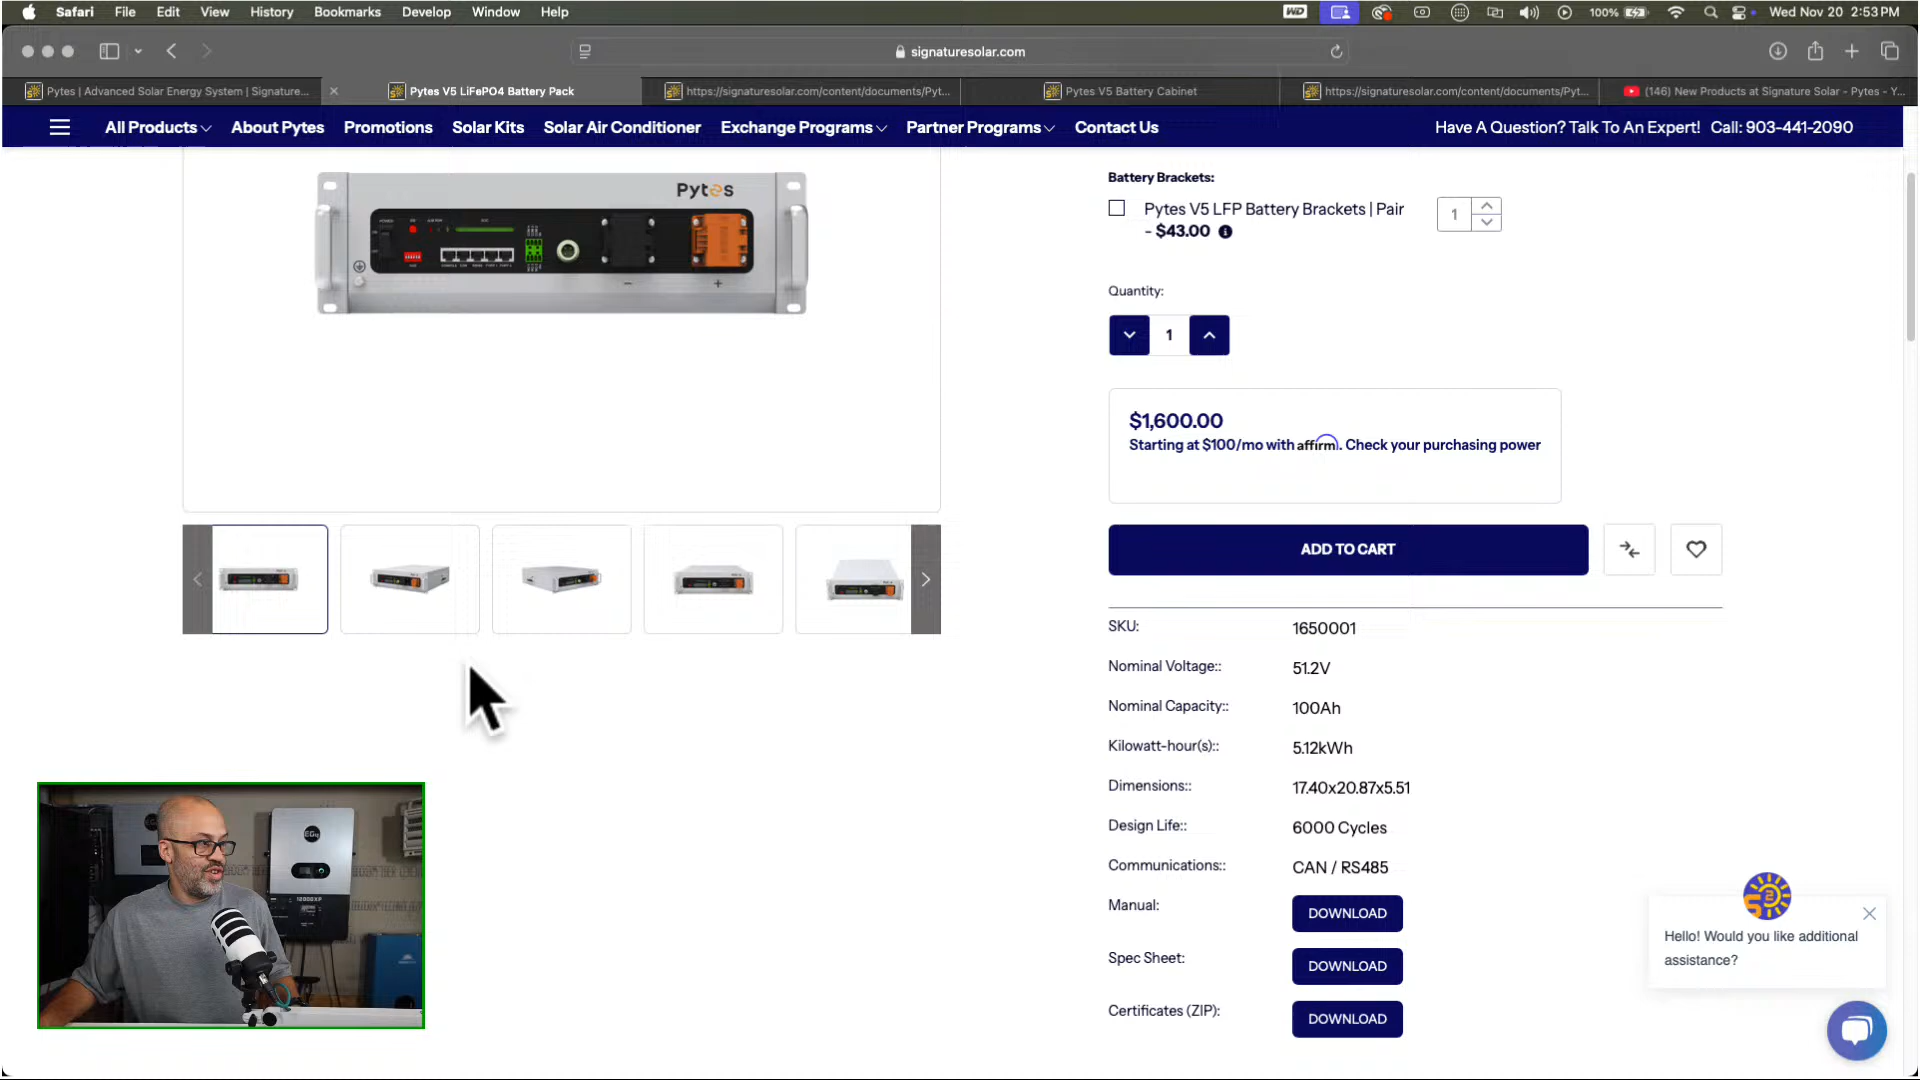 Safari File Edit View History Bookmarks Develop Window Help
WD 100% Wed Nov 20 2:53 PM
signaturesolar.com
Pytes | Advanced Solar Energy System | Signature...
Pytes V5 LiFePO4 Battery Pack
https://signaturesolar.com/content/documents/Pyt...
Pytes V5 Battery Cabinet
https://signaturesolar.com/content/documents/Pyt...
(146) New Products at Signature Solar - Pytes - Y...
All Products About Pytes Promotions Solar Kits Solar Air Conditioner Exchange Programs Partner Programs Contact Us
Have A Question? Talk To An Expert! Call: 903-441-2090
Pytes
Battery Brackets:
Pytes V5 LFP Battery Brackets | Pair
- $43.00
1
Quantity:
1
$1,600.00
Starting at $100/mo with affirm. Check your purchasing power
ADD TO CART
SKU: 1650001
Nominal Voltage:: 51.2V
Nominal Capacity:: 100Ah
Kilowatt-hour(s):: 5.12kWh
Dimensions:: 17.40x20.87x5.51
Design Life:: 6000 Cycles
Communications:: CAN / RS485
Manual: DOWNLOAD
Spec Sheet: DOWNLOAD
Certificates (ZIP): DOWNLOAD
Hello! Would you like additional
assistance?
EG4
12000XP